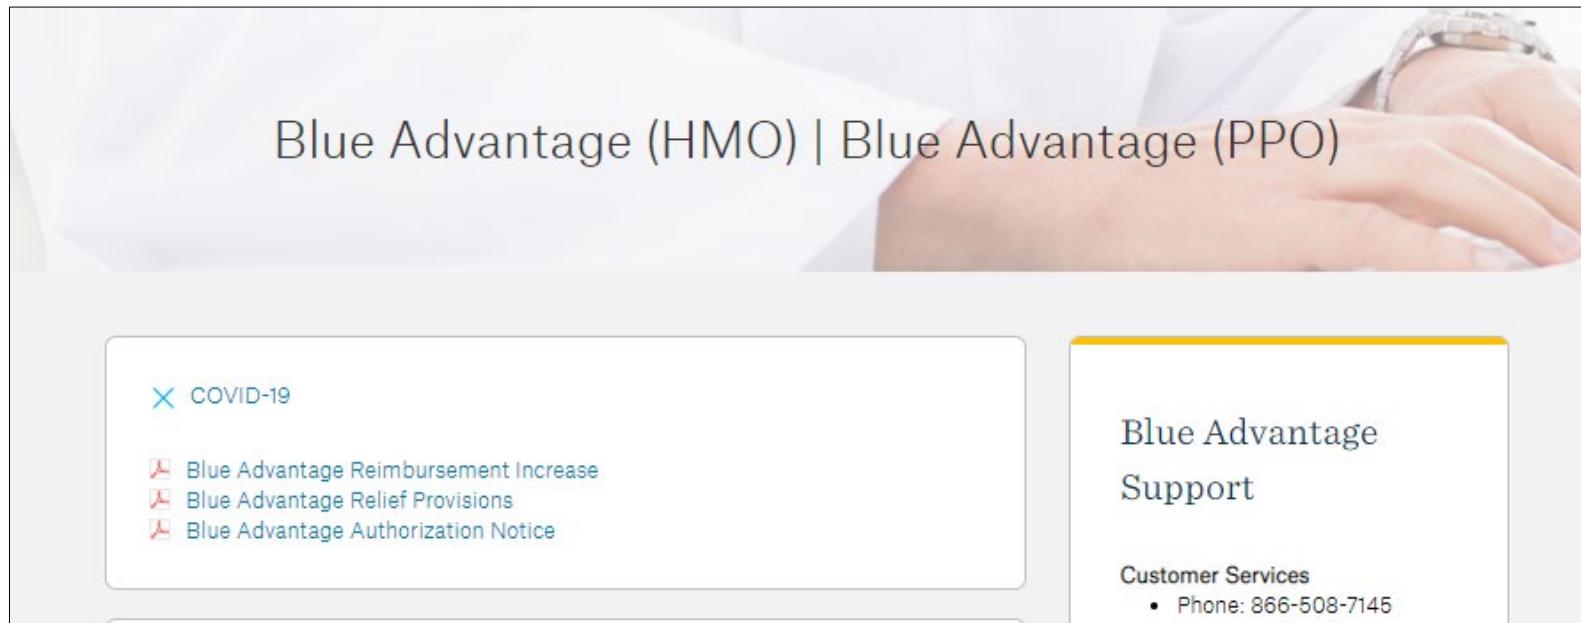 Blue Advantage (HMO) | Blue Advantage (PPO)
COVID-19
Blue Advantage Reimbursement Increase
Blue Advantage Relief Provisions
Blue Advantage Authorization Notice
Blue Advantage
Support
Customer Services
• Phone: 866-508-7145